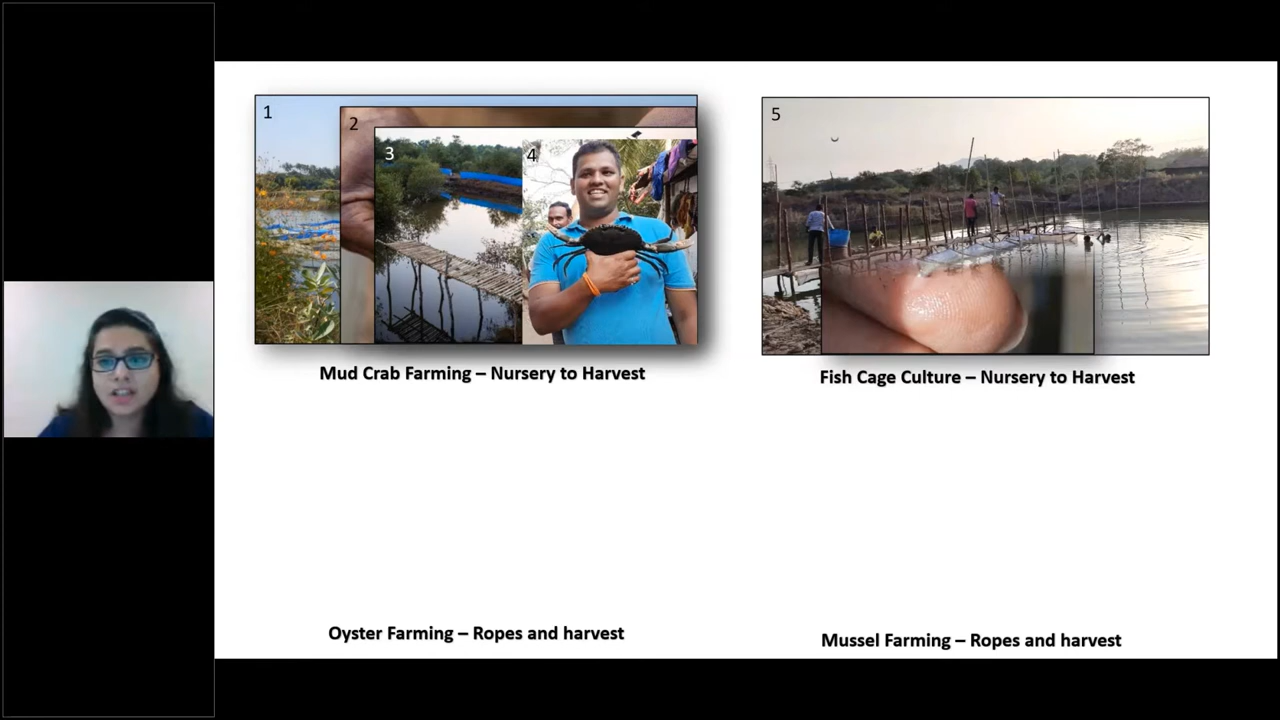 1
2
3
4
5
Mud Crab Farming – Nursery to Harvest
Fish Cage Culture – Nursery to Harvest
Oyster Farming – Ropes and harvest
Mussel Farming – Ropes and harvest